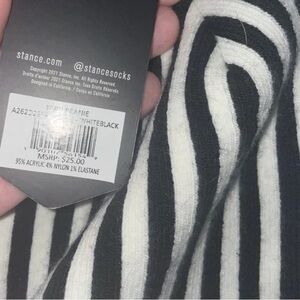 stance.com @stancesocks
Copyright 2021 Stance, Inc. All Rights Reserved
Droits d'auteur 2021 Stance, Inc. Tous Droits Réservés.
Designed in California. / Conçu en Californie.
BEANIE
WHITEBLACK
MSRP: $25.00
95% ACRYLIC 4% NYLON 1% ELASTANE